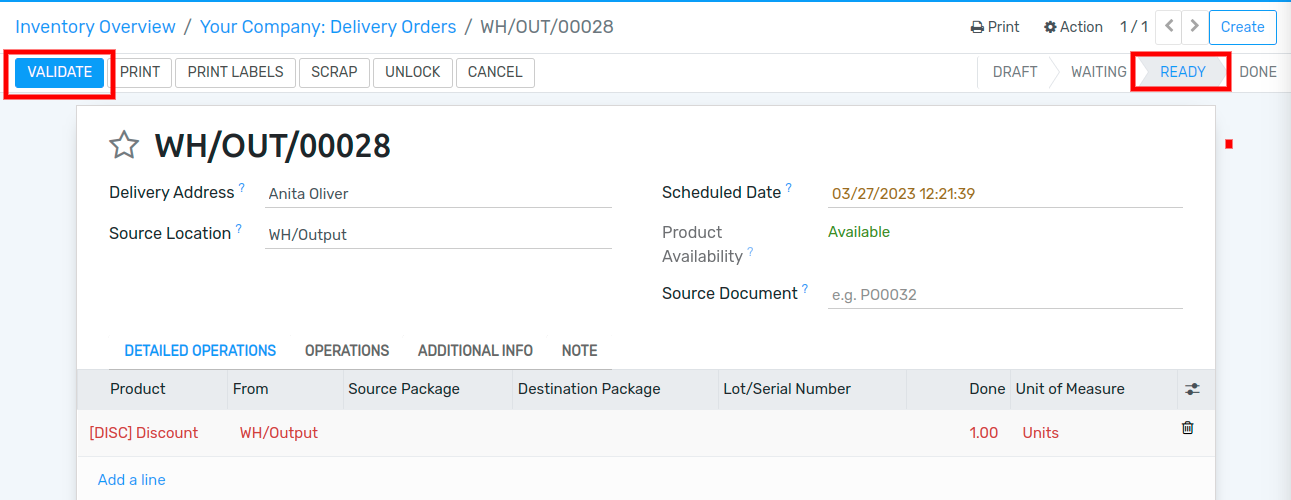 Inventory Overview / Your Company: Delivery Orders / WH/OUT/00028
Print Action 1 / 1 Create
VALIDATE PRINT PRINT LABELS SCRAP UNLOCK CANCEL DRAFT WAITING READY DONE
WH/OUT/00028
Delivery Address ? Anita Oliver
Scheduled Date ? 03/27/2023 12:21:39
Source Location ? WH/Output
Product Availability ? Available
Source Document ? e.g. PO0032
DETAILED OPERATIONS OPERATIONS ADDITIONAL INFO NOTE
Product From Source Package Destination Package Lot/Serial Number Done Unit of Measure
[DISC] Discount WH/Output 1.00 Units
Add a line